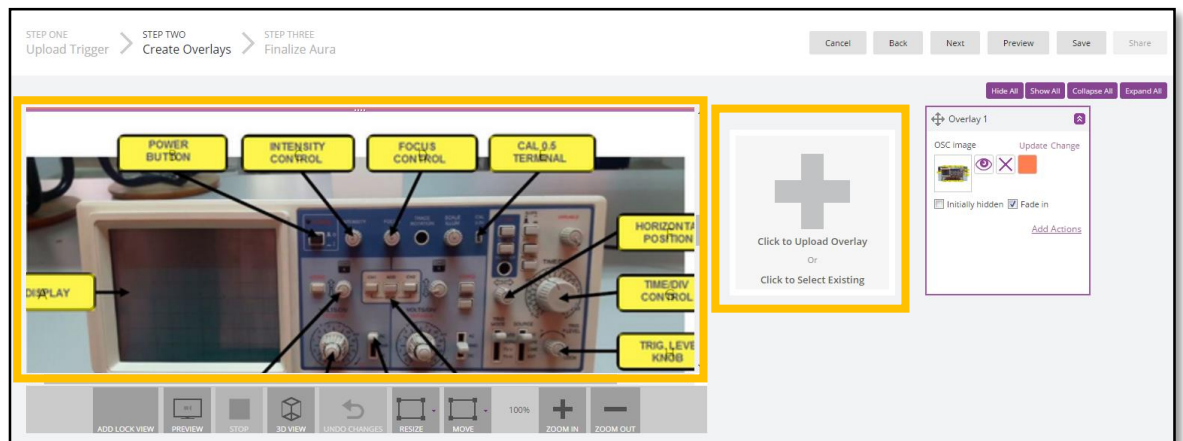 STEP ONE
Upload Trigger
STEP TWO
Create Overlays
STEP THREE
Finalize Aura
Cancel
Back
Next
Preview
Save
Share
Hide All
Show All
Collapse All
Expand All
POWER
BUTTON
INTENSITY
CONTROL
FOCUS
CONTROL
CAL 0.5
TERMINAL
HORIZONTA
POSITION
DISPLAY
TIME/DIV
CONTROL
TRIG, LEVE
KNOB
Click to Upload Overlay
Or
Click to Select Existing
Overlay 1
OSC image
Update Change
Initially hidden
Fade in
Add Actions
ADD LOCK VIEW
PREVIEW
STOP
3D VIEW
UNDO CHANGES
RESIZE
MOVE
100%
ZOOM IN
ZOOM OUT